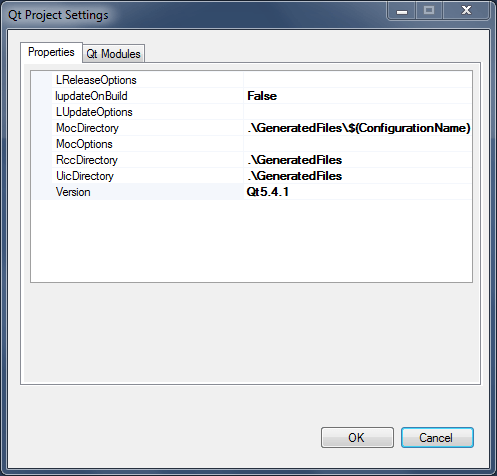 Qt Project Settings
Properties
Qt Modules
LReleaseOptions
lupdateOnBuild False
LUpdateOptions
MocDirectory .\GeneratedFiles\$(ConfigurationName)
MocOptions
RccDirectory .\GeneratedFiles
UicDirectory .\GeneratedFiles
Version Qt5.4.1
OK
Cancel